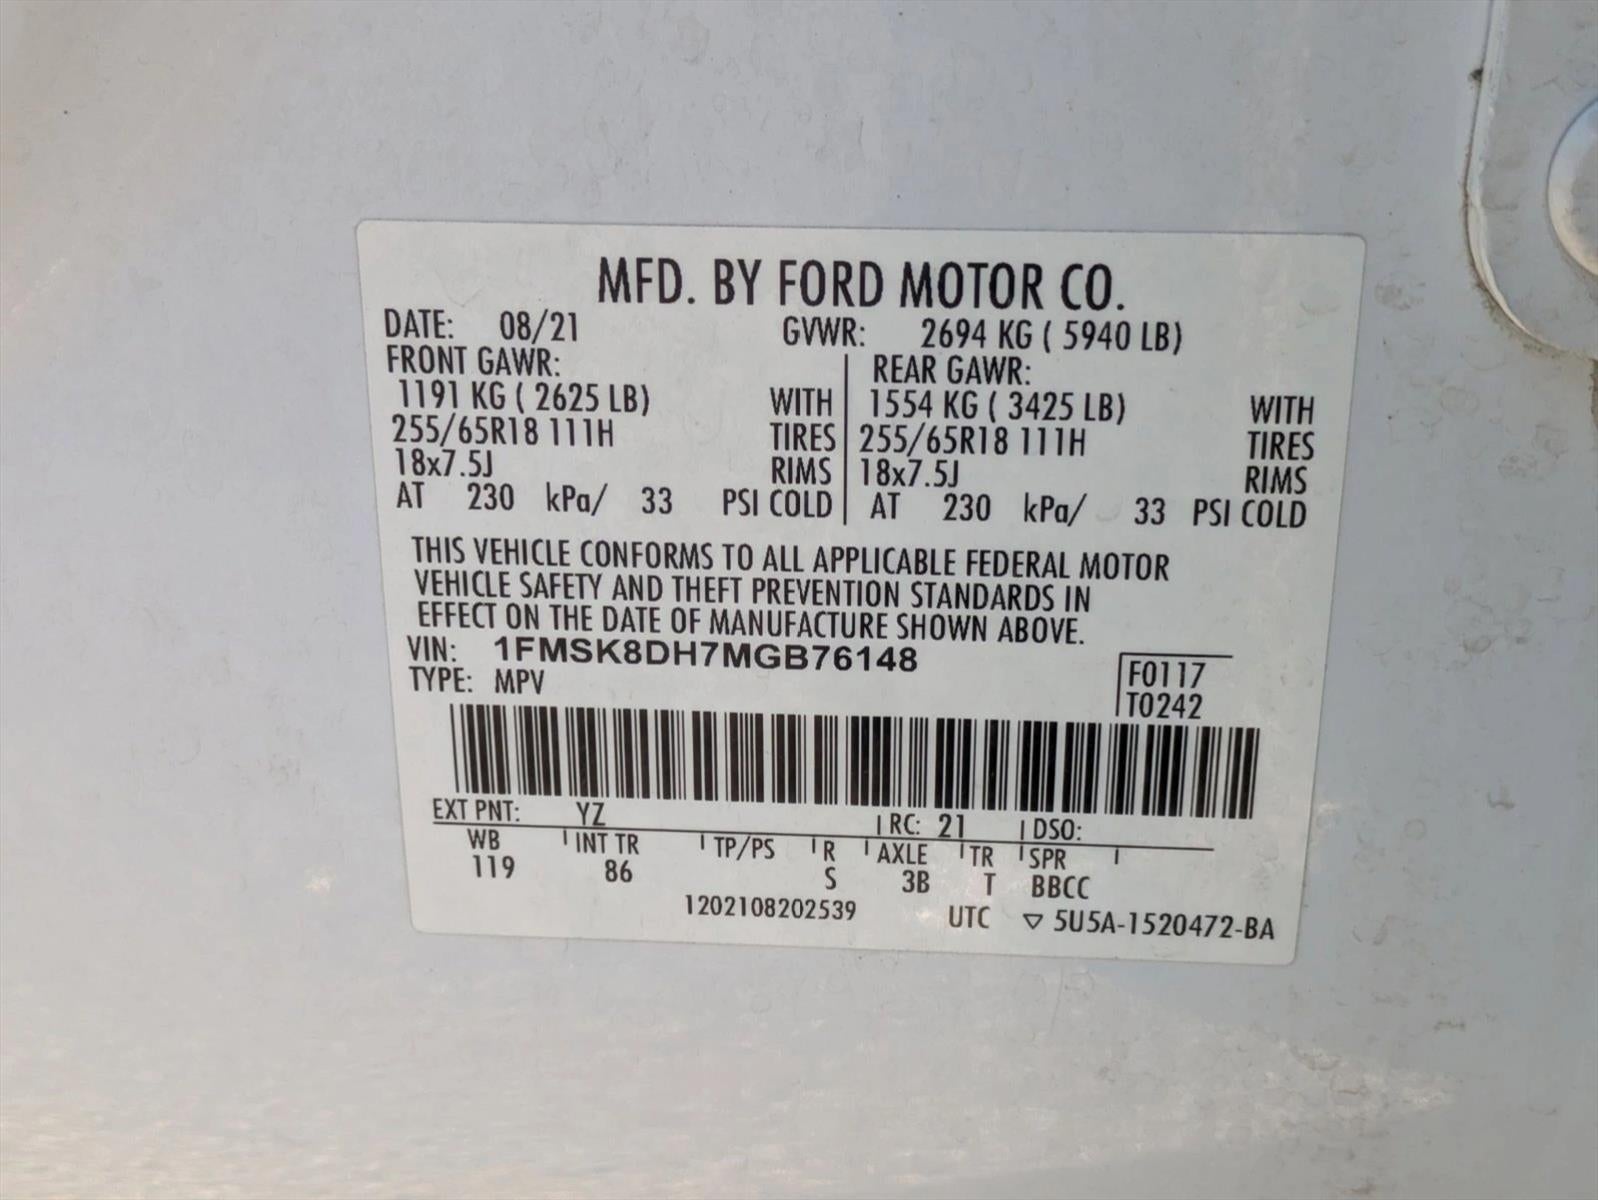 MFD. BY FORD MOTOR CO.
DATE: 08/21 GVWR: 2694 KG ( 5940 LB)
FRONT GAWR: REAR GAWR:
1191 KG ( 2625 LB) WITH 1554 KG ( 3425 LB) WITH
255/65R18 111H TIRES 255/65R18 111H TIRES
18x7.5J RIMS 18x7.5J RIMS
AT 230 kPa/ 33 PSI COLD AT 230 kPa/ 33 PSI COLD
THIS VEHICLE CONFORMS TO ALL APPLICABLE FEDERAL MOTOR
VEHICLE SAFETY AND THEFT PREVENTION STANDARDS IN
EFFECT ON THE DATE OF MANUFACTURE SHOWN ABOVE.
VIN: 1FMSK8DH7MGB76148
TYPE: MPV
F0117
T0242
EXT PNT: YZ RC: 21 DSO:
WB INT TR TP/PS R AXLE TR SPR
119 86 S 3B T BBCC
1202108202539 UTC ▽ 5U5A-1520472-BA